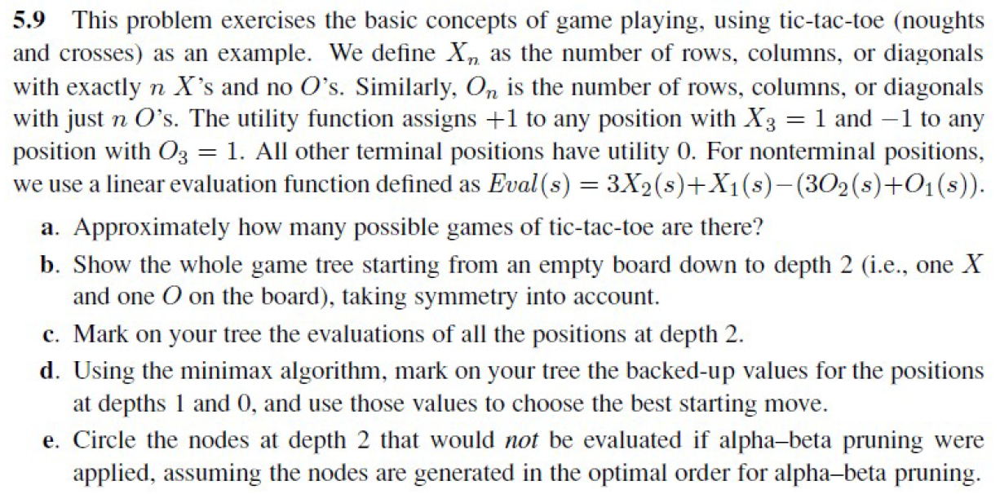 5.9 This problem exercises the basic concepts of game playing, using tic-tac-toe (noughts
and crosses) as an example. We define Xₙ as the number of rows, columns, or diagonals
with exactly n X's and no O's. Similarly, Oₙ is the number of rows, columns, or diagonals
with just n O's. The utility function assigns +1 to any position with X₃ = 1 and −1 to any
position with O₃ = 1. All other terminal positions have utility 0. For nonterminal positions,
we use a linear evaluation function defined as Eval(s) = 3X₂(s)+X₁(s)−(3O₂(s)+O₁(s)).
a. Approximately how many possible games of tic-tac-toe are there?
b. Show the whole game tree starting from an empty board down to depth 2 (i.e., one X
and one O on the board), taking symmetry into account.
c. Mark on your tree the evaluations of all the positions at depth 2.
d. Using the minimax algorithm, mark on your tree the backed-up values for the positions
at depths 1 and 0, and use those values to choose the best starting move.
e. Circle the nodes at depth 2 that would not be evaluated if alpha–beta pruning were
applied, assuming the nodes are generated in the optimal order for alpha–beta pruning.